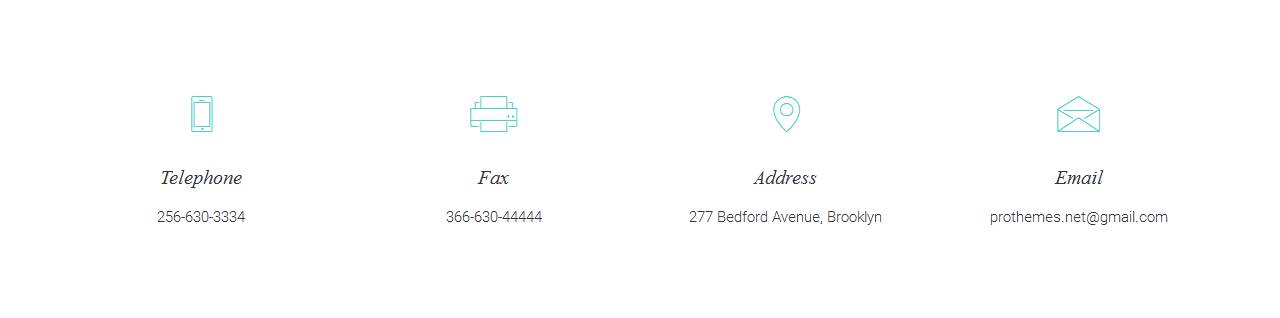 Telephone
256-630-3334
Fax
366-630-44444
Address
277 Bedford Avenue, Brooklyn
Email
prothemes.net@gmail.com